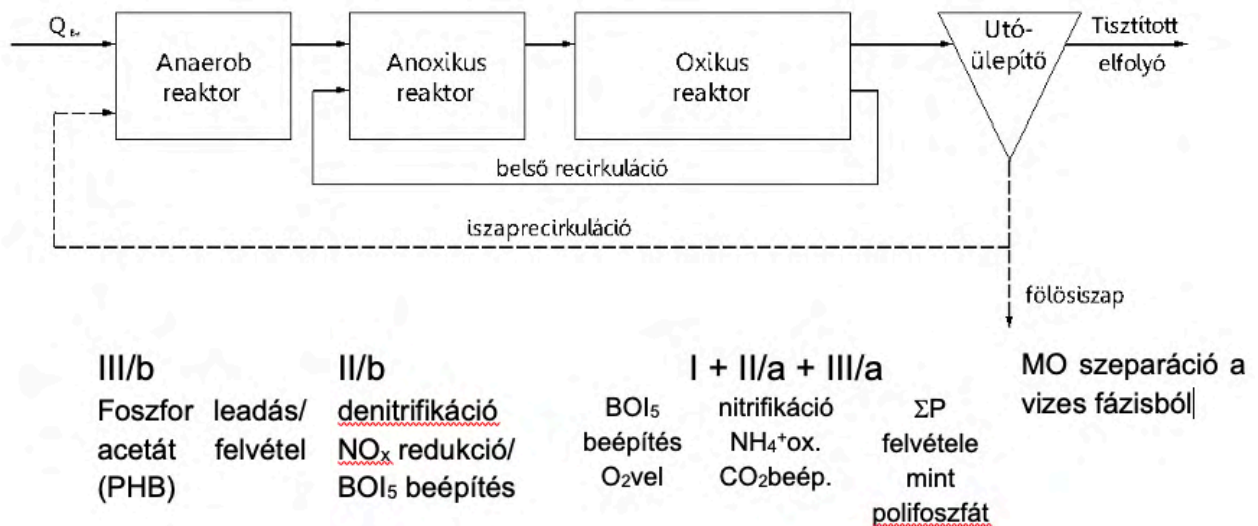 Q Be
Anaerob
reaktor
Anoxikus
reaktor
Oxikus
reaktor
Utó-
ülepítő
Tisztított
elfolyó
belső recirkuláció
iszaprecirkuláció
fölösiszap
III/b
Foszfor leadás/
acetát felvétel
(PHB)
II/b
denitrifikáció
NOx redukció/
BOI5 beépítés
I + II/a + III/a
BOI5
beépítés
O2vel
nitrifikáció
NH4+ox.
CO2beép.
ΣP
felvétele
mint
polifoszfát
MO szeparáció a
vizes fázisból